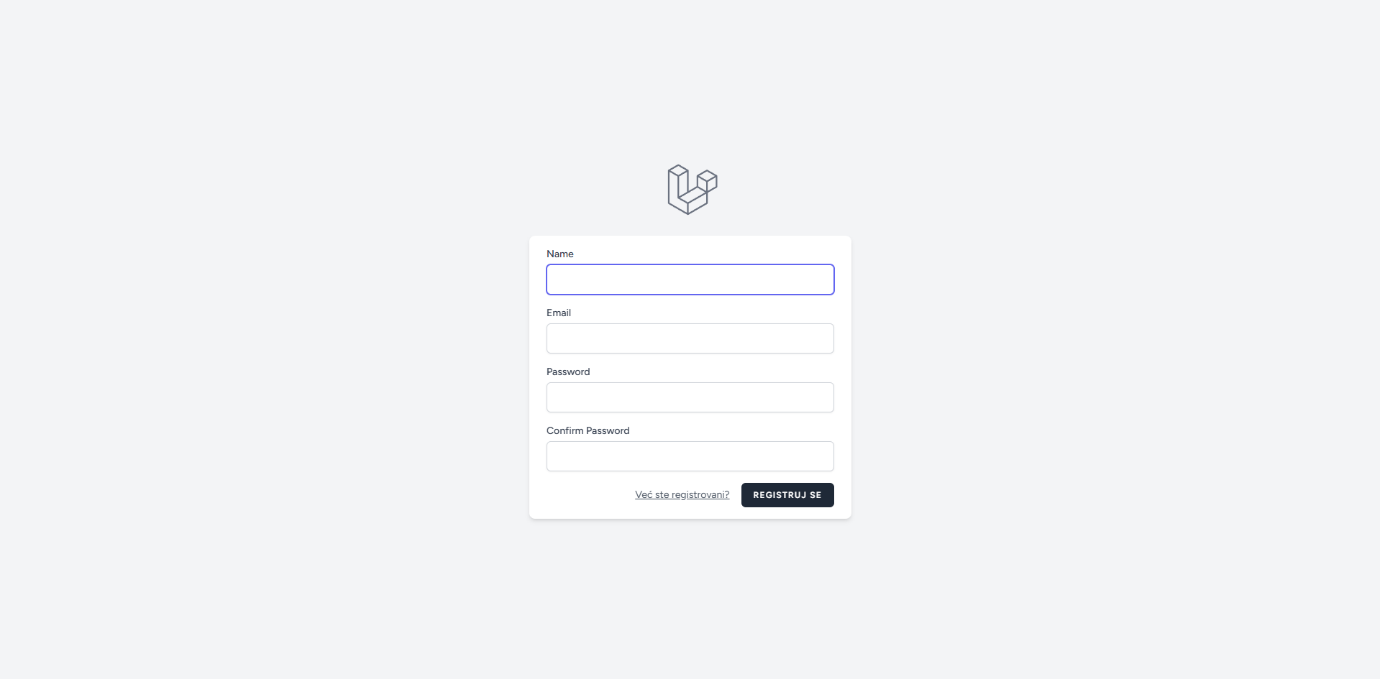 Name
Email
Password
Confirm Password
Već ste registrovani? REGISTRUJ SE